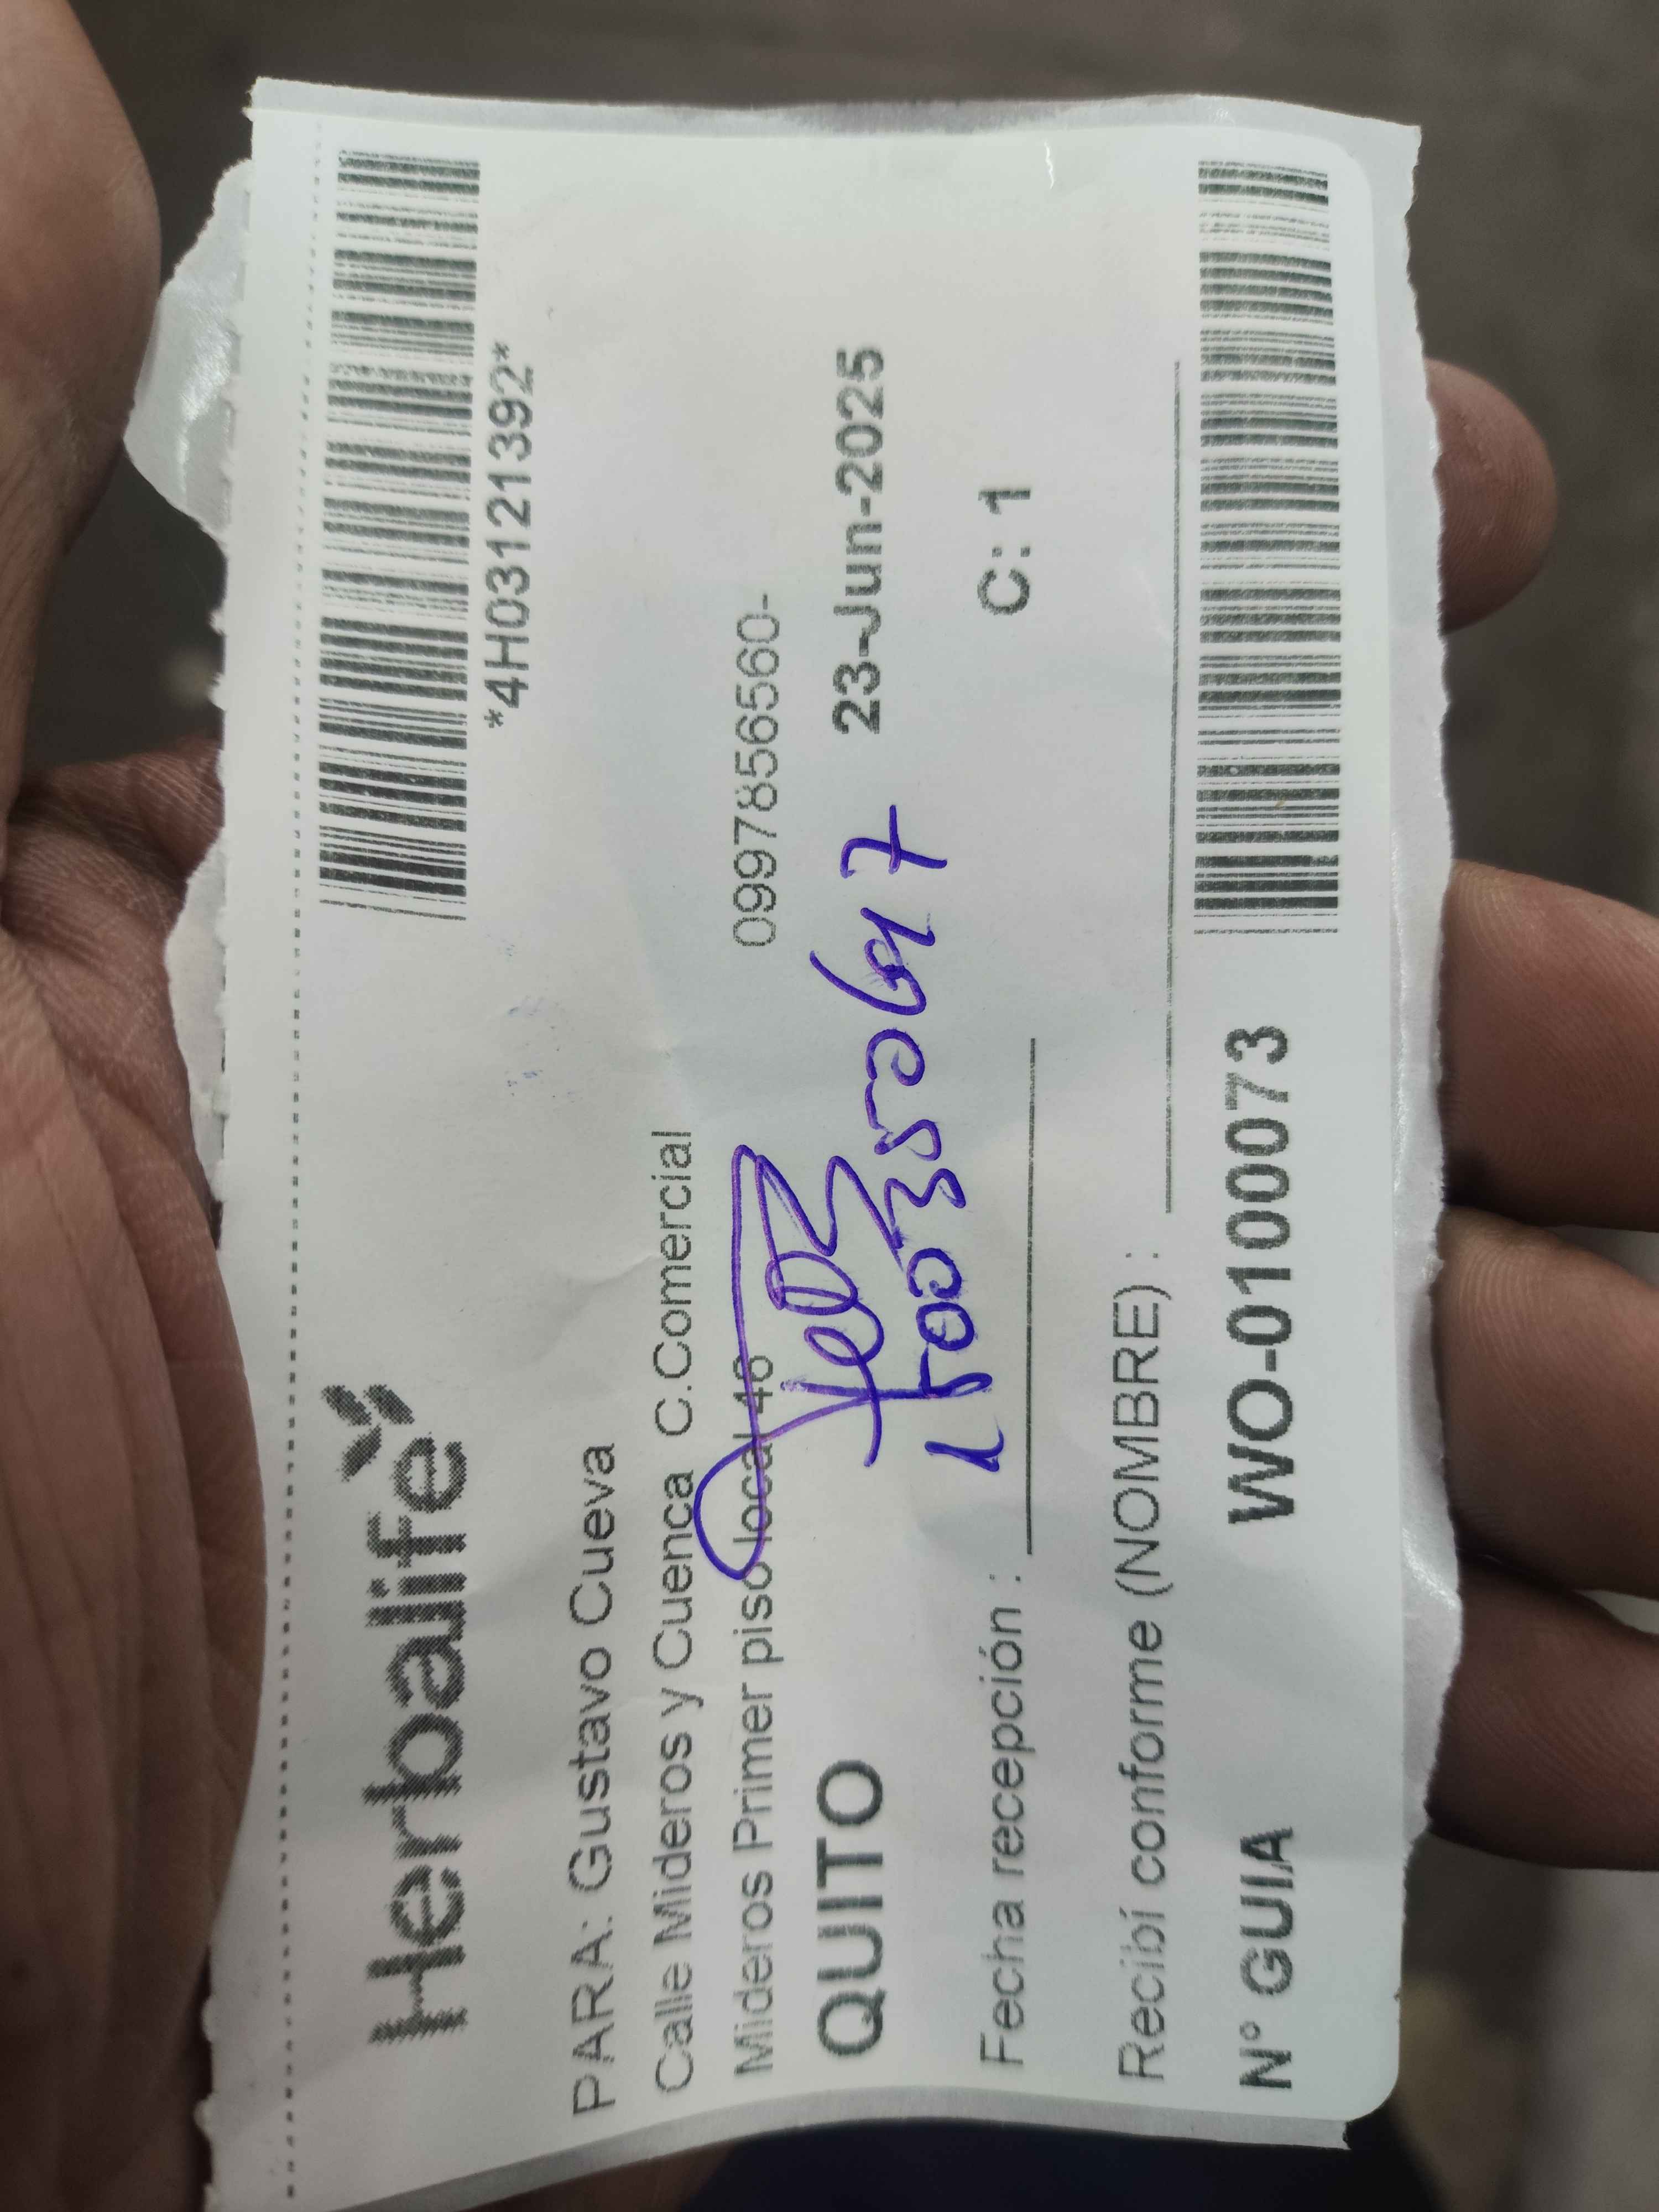 Herbalife
*4H03121392*
PARA: Gustavo Cueva
Calle Mideros y Cuenca C.Comercial
Mideros Primer piso local 46
0997856560-
QUITO
23-Jun-2025
Fecha recepción :
C: 1
Recibí conforme (NOMBRE) :
N° GUIA WO-0100073